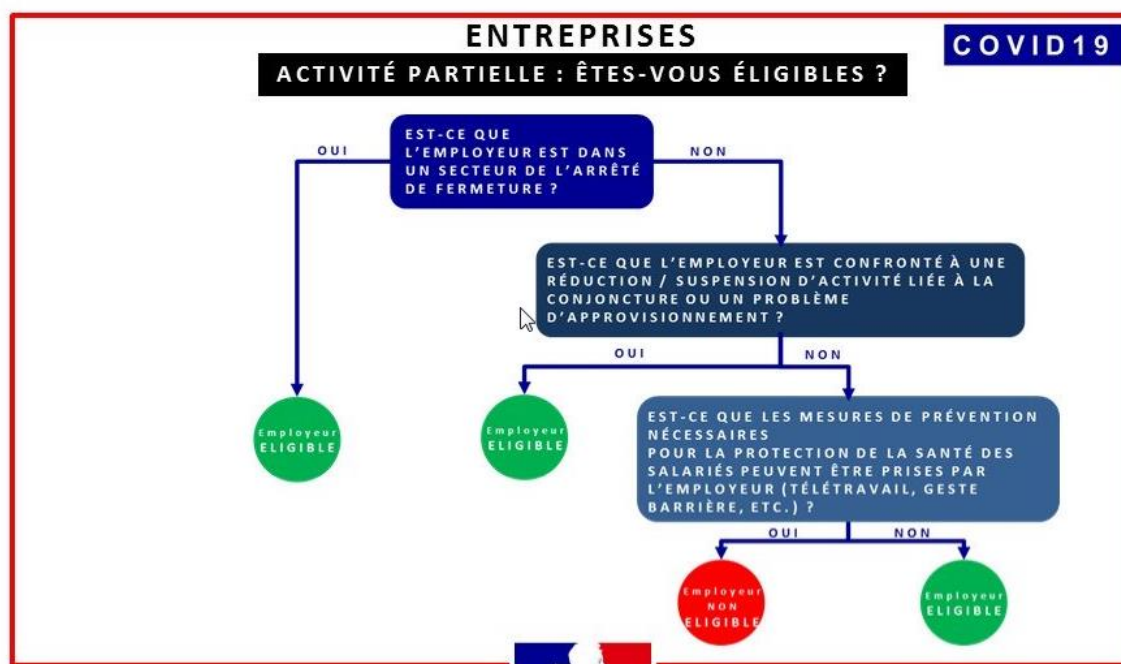 ENTREPRISES
COVID19
ACTIVITÉ PARTIELLE : ÊTES-VOUS ÉLIGIBLES ?
EST-CE QUE
L'EMPLOYEUR EST DANS
UN SECTEUR DE L'ARRÊTÉ
DE FERMETURE ?
OUI
NON
EST-CE QUE L'EMPLOYEUR EST CONFRONTÉ À UNE
RÉDUCTION / SUSPENSION D'ACTIVITÉ LIÉE À LA
CONJONCTURE OU UN PROBLÈME
D'APPROVISIONNEMENT ?
OUI
NON
Employeur
ELIGIBLE
Employeur
ELIGIBLE
EST-CE QUE LES MESURES DE PRÉVENTION
NÉCESSAIRES
POUR LA PROTECTION DE LA SANTÉ DES
SALARIÉS PEUVENT ÊTRE PRISES PAR
L'EMPLOYEUR (TÉLÉTRAVAIL, GESTE
BARRIÈRE, ETC.) ?
OUI
NON
Employeur
NON
ELIGIBLE
Employeur
ELIGIBLE